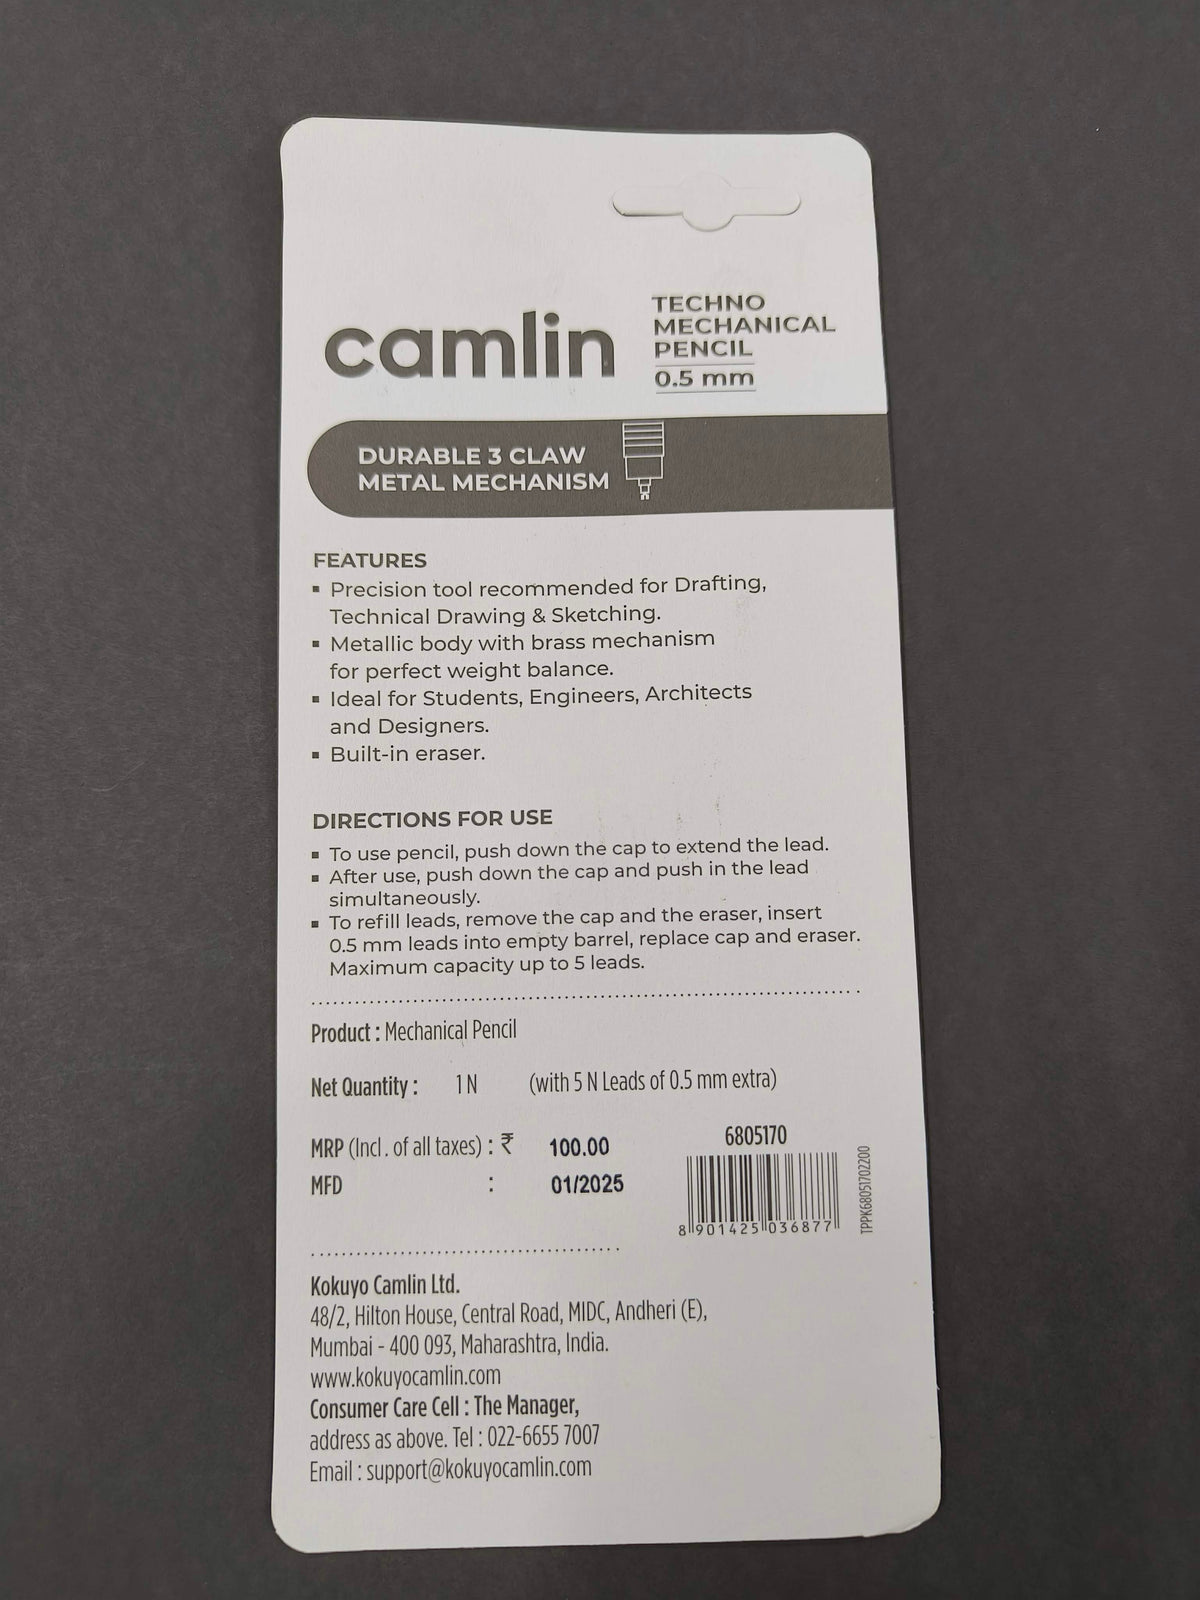 camlin
TECHNO
MECHANICAL
PENCIL
0.5 mm
DURABLE 3 CLAW
METAL MECHANISM
FEATURES
▪ Precision tool recommended for Drafting,
Technical Drawing & Sketching.
▪ Metallic body with brass mechanism
for perfect weight balance.
▪ Ideal for Students, Engineers, Architects
and Designers.
▪ Built-in eraser.
DIRECTIONS FOR USE
▪ To use pencil, push down the cap to extend the lead.
▪ After use, push down the cap and push in the lead
simultaneously.
▪ To refill leads, remove the cap and the eraser, insert
0.5 mm leads into empty barrel, replace cap and eraser.
Maximum capacity up to 5 leads.
Product : Mechanical Pencil
Net Quantity : 1 N (with 5 N Leads of 0.5 mm extra)
MRP (Incl. of all taxes) : ₹ 100.00
MFD : 01/2025
6805170
8 901425 036877
TPPK68051702200
Kokuyo Camlin Ltd.
48/2, Hilton House, Central Road, MIDC, Andheri (E),
Mumbai - 400 093, Maharashtra, India.
www.kokuyocamlin.com
Consumer Care Cell : The Manager,
address as above. Tel : 022-6655 7007
Email : support@kokuyocamlin.com